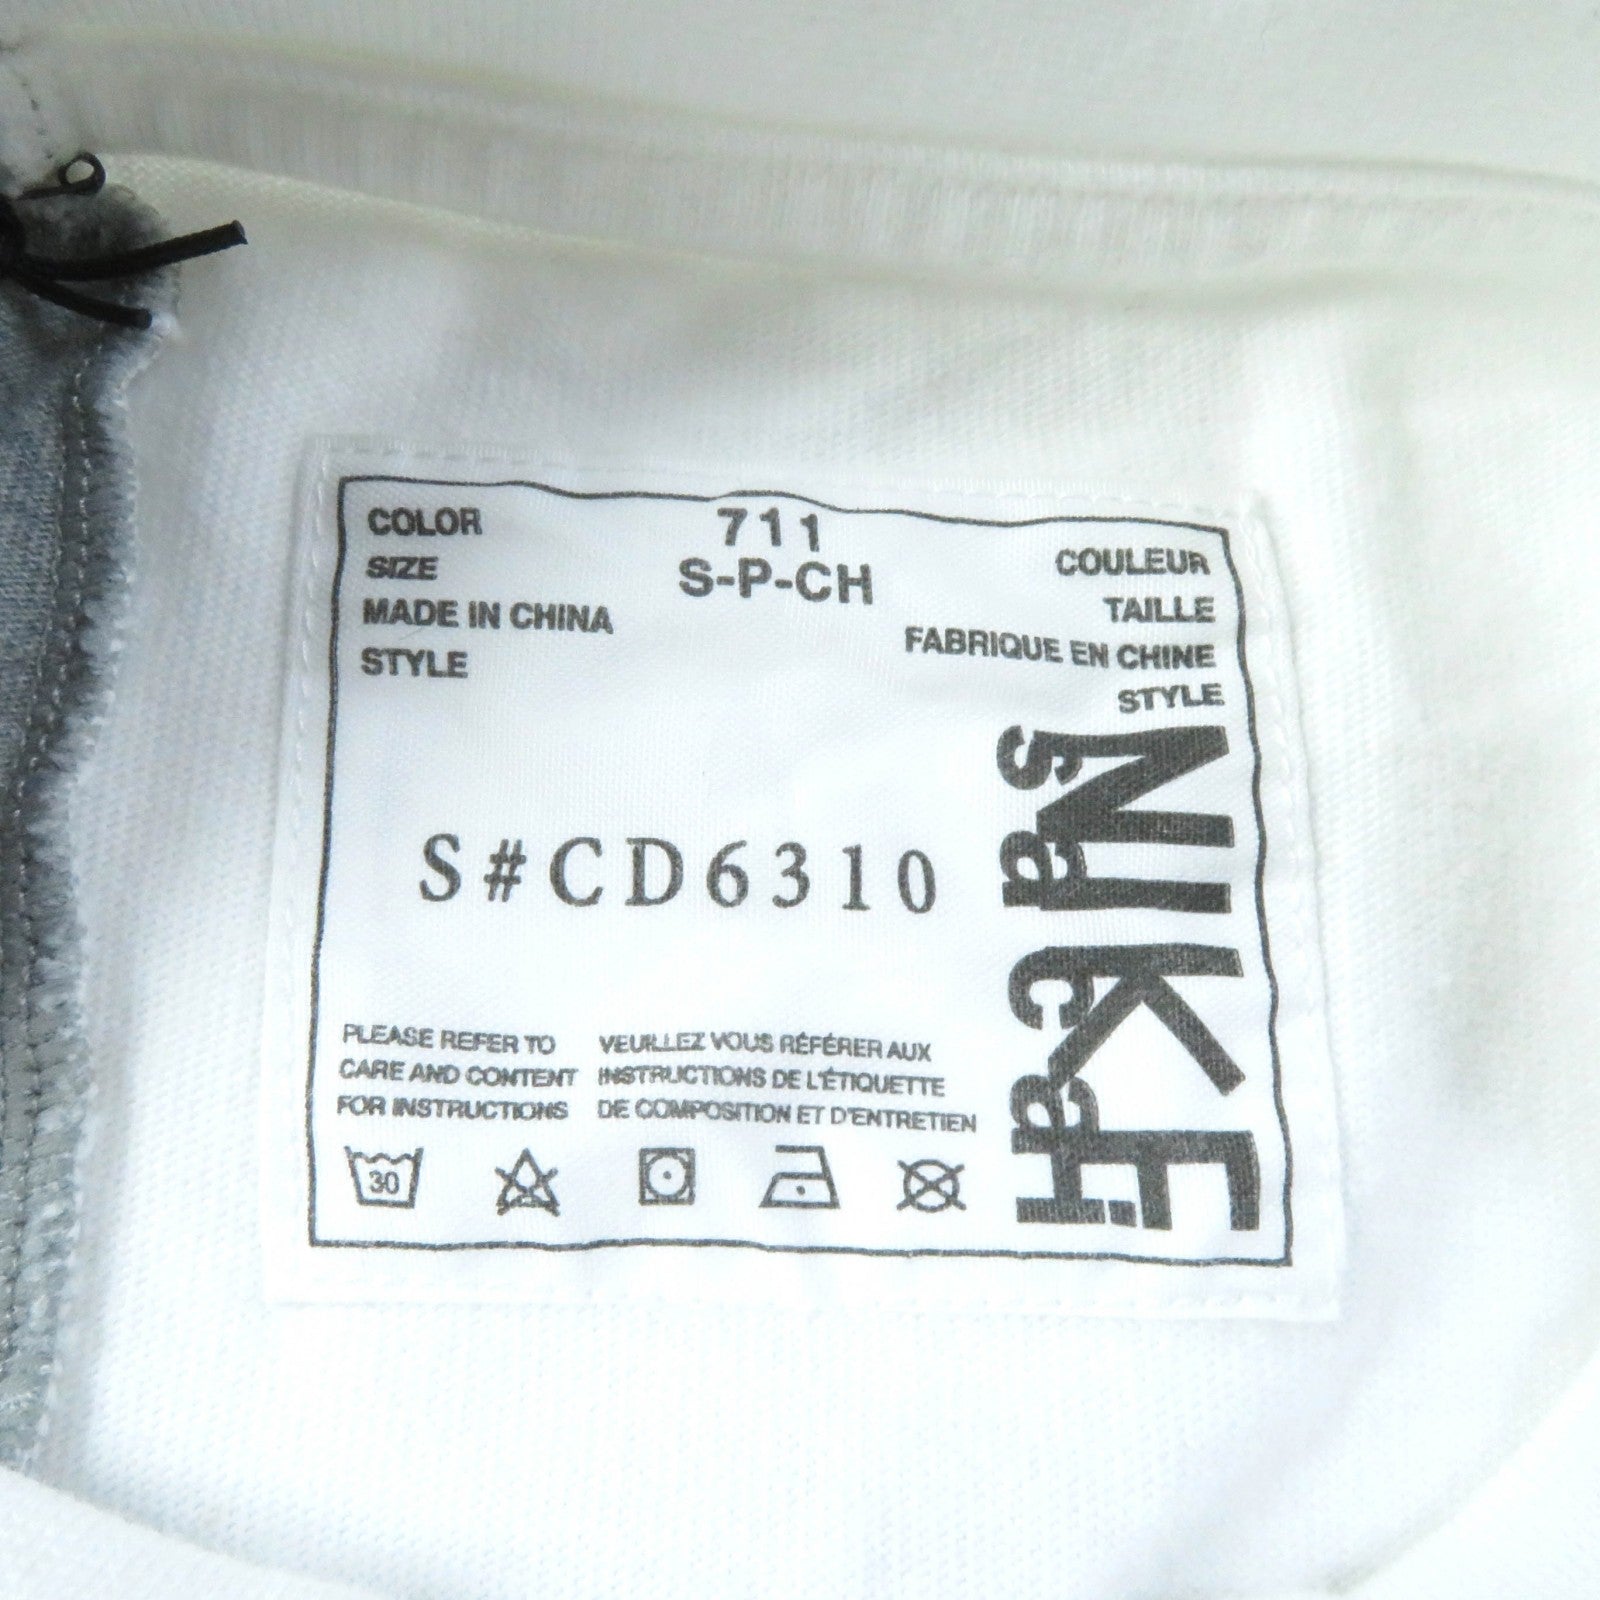 COLOR 711 COULEUR
SIZE S-P-CH TAILLE
MADE IN CHINA FABRIQUE EN CHINE
STYLE STYLE
S#CD6310
PLEASE REFER TO
CARE AND CONTENT
FOR INSTRUCTIONS
VEUILLEZ VOUS RÉFÉRER AUX
INSTRUCTIONS DE L'ÉTIQUETTE
DE COMPOSITION ET D'ENTRETIEN
30
NIKE
sacai